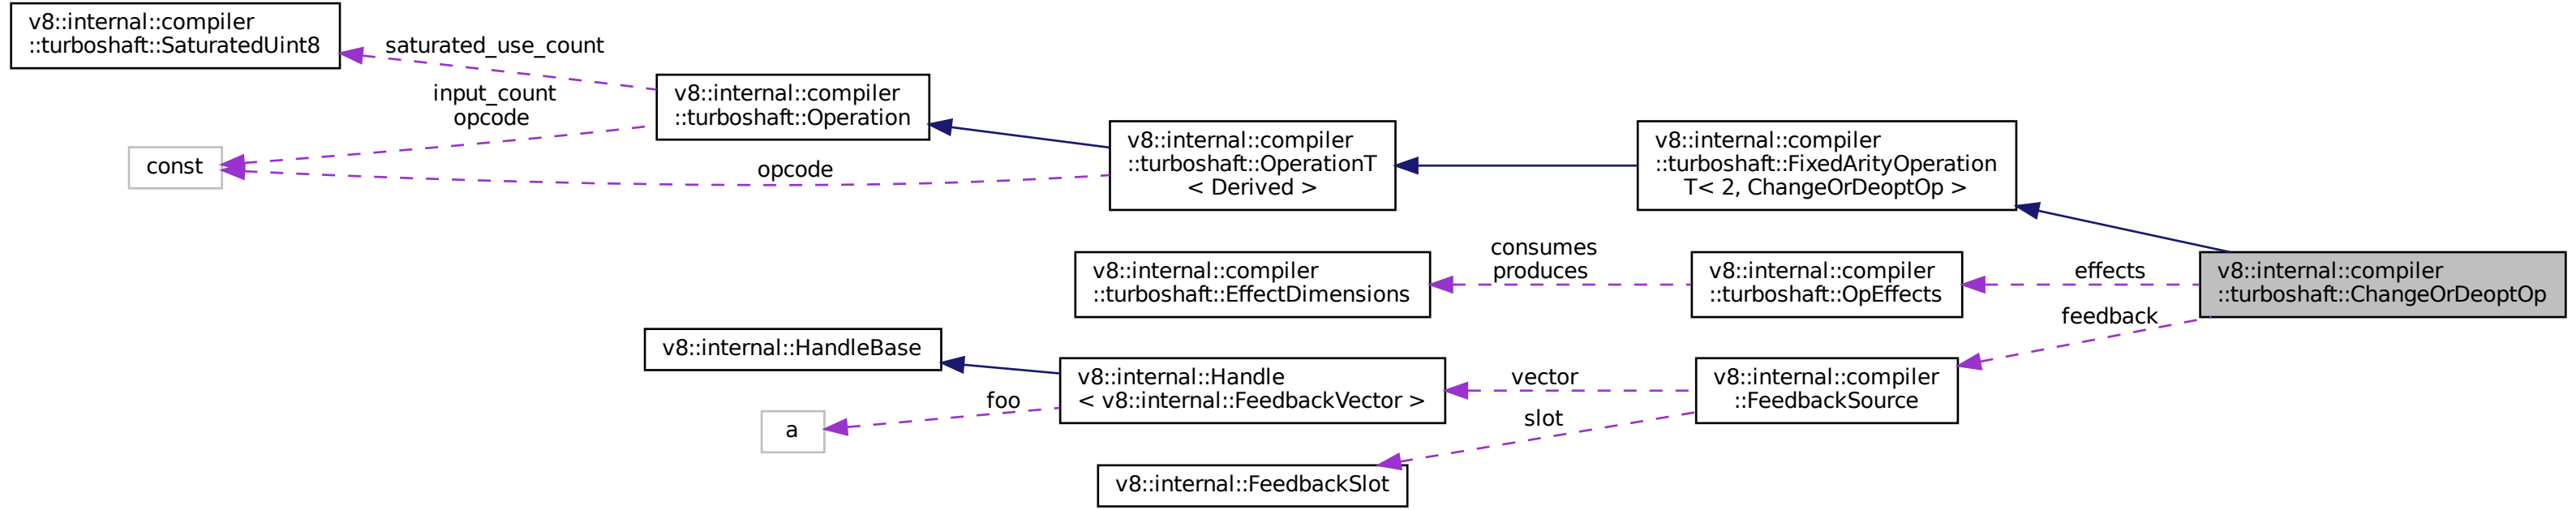 v8::internal::compiler
::turboshaft::SaturatedUint8
saturated_use_count
input_count
opcode
v8::internal::compiler
::turboshaft::Operation
const
opcode
v8::internal::compiler
::turboshaft::OperationT
< Derived >
v8::internal::compiler
::turboshaft::FixedArityOperation
T< 2, ChangeOrDeoptOp >
v8::internal::compiler
::turboshaft::EffectDimensions
consumes
produces
v8::internal::compiler
::turboshaft::OpEffects
effects
v8::internal::compiler
::turboshaft::ChangeOrDeoptOp
feedback
v8::internal::HandleBase
v8::internal::Handle
< v8::internal::FeedbackVector >
foo
a
vector
slot
v8::internal::compiler
::FeedbackSource
v8::internal::FeedbackSlot